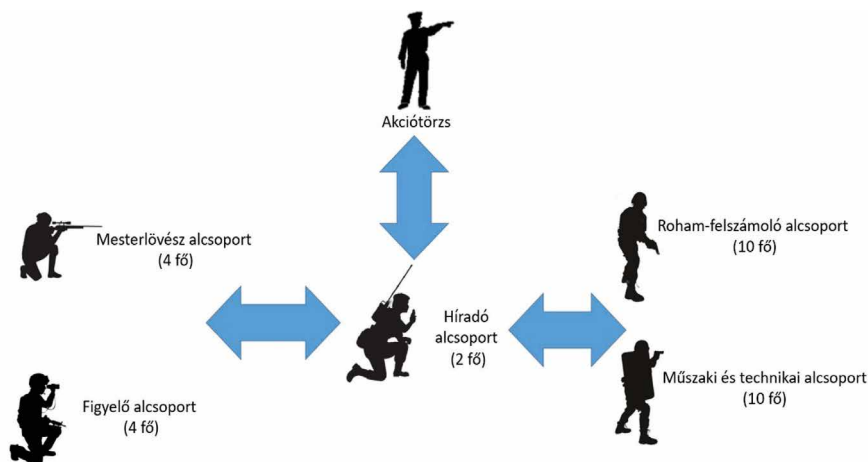 Akciótörzs
Mesterlövész alcsoport
(4 fő)
Roham-felszámoló alcsoport
(10 fő)
Híradó
alcsoport
(2 fő)
Figyelő alcsoport
(4 fő)
Műszaki és technikai alcsoport
(10 fő)